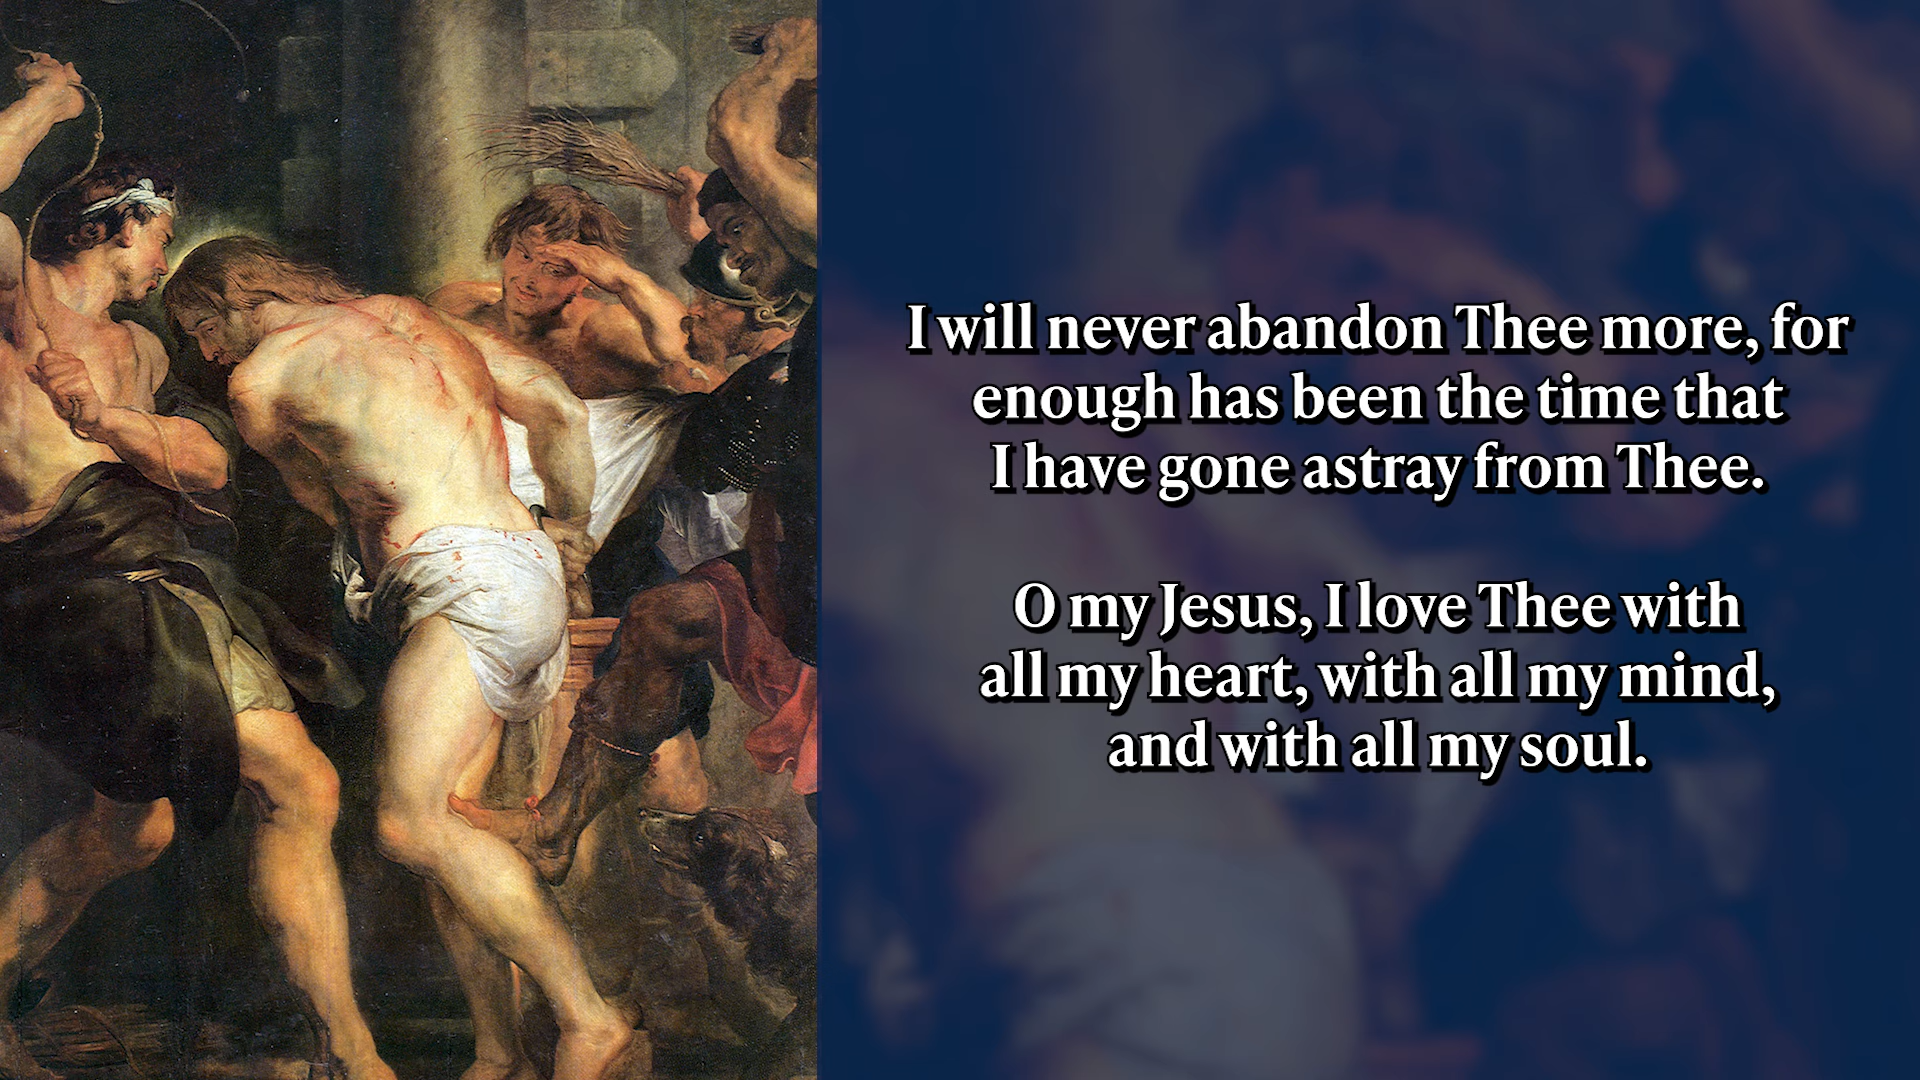 I will never abandon Thee more, for
enough has been the time that
I have gone astray from Thee.
O my Jesus, I love Thee with
all my heart, with all my mind,
and with all my soul.